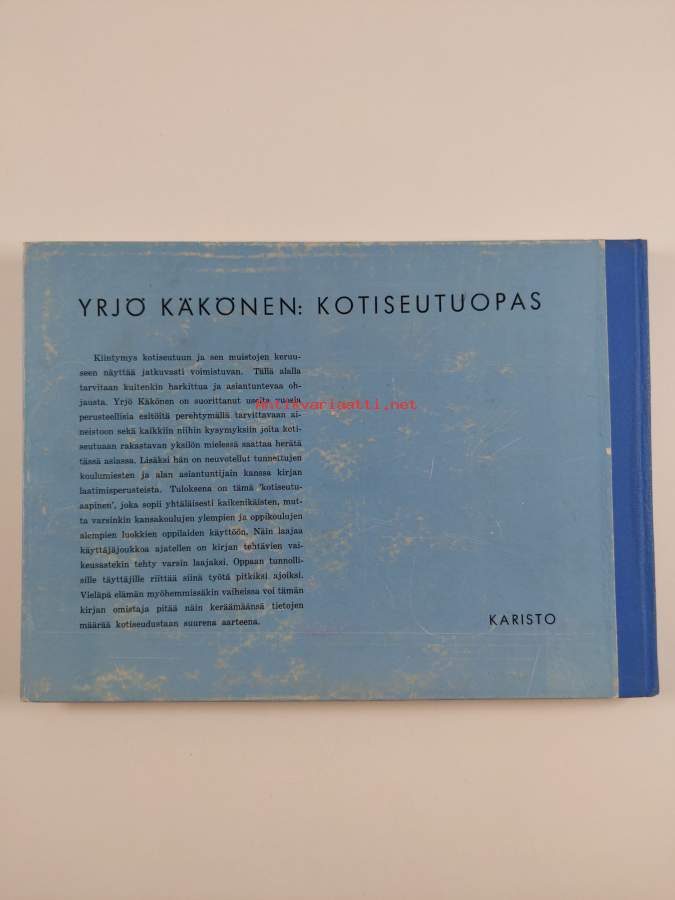 YRJÖ KÄKÖNEN: KOTISEUTUOPAS
Kiintymys kotiseutuun ja sen muistojen keruu-
seen näyttää jatkuvasti voimistuvan. Tällä alalla
tarvitaan kuitenkin harkittua ja asiantuntevaa oh-
jausta. Yrjö Käkönen on suorittanut useita vuosia
Antikvariaatti.net
perusteellisia esitöitä perehtymällä tarvittavaan ai-
neistoon sekä kaikkiin niihin kysymyksiin joita koti-
seutuaan rakastavan yksilön mielessä saattaa herätä
tässä asiassa. Lisäksi hän on neuvotellut tunnettujen
koulumiesten ja alan asiantuntijain kanssa kirjan
laatimisperusteista. Tuloksena on tämä 'kotiseutu-
aapinen', joka sopii yhtäläisesti kaikenikäisten, mut-
ta varsinkin kansakoulujen ylempien ja oppikoulujen
alempien luokkien oppilaiden käyttöön. Näin laajaa
käyttäjäjoukkoa ajatellen on kirjan tehtävien vai-
keusastekin tehty varsin laajaksi. Oppaan tunnolli-
sille täyttäjille riittää siinä työtä pitkiksi ajoiksi.
Vieläpä elämän myöhemmissäkin vaiheissa voi tämän
kirjan omistaja pitää näin keräämäänsä tietojen
määrää kotiseudustaan suurena aarteena.
KARISTO